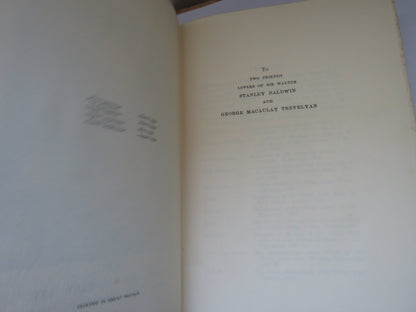 To
TWO FRIENDS
LOVERS OF SIR WALTER
STANLEY BALDWIN
AND
GEORGE MACAULAY TREVELYAN
PRINTED IN GREAT BRITAIN